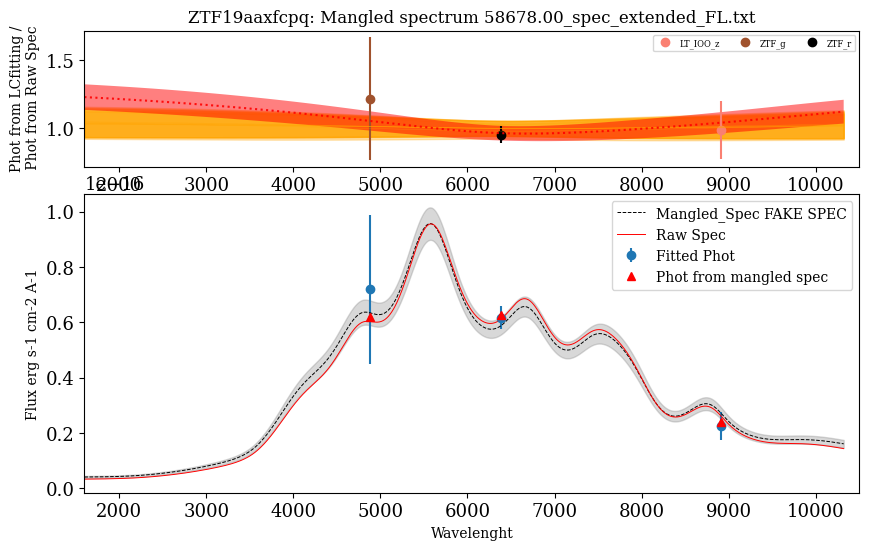 ZTF19aaxfcpq: Mangled spectrum 58678.00_spec_extended_FL.txt
Phot from LCfitting /
Phot from Raw Spec
1.5
1.0
LT_IOO_z
ZTF_g
ZTF_r
2000 3000 4000 5000 6000 7000 8000 9000 10000
1e−16
Flux erg s-1 cm-2 A-1
1.0
0.8
0.6
0.4
0.2
0.0
Mangled_Spec FAKE SPEC
Raw Spec
Fitted Phot
Phot from mangled spec
2000 3000 4000 5000 6000 7000 8000 9000 10000
Wavelenght